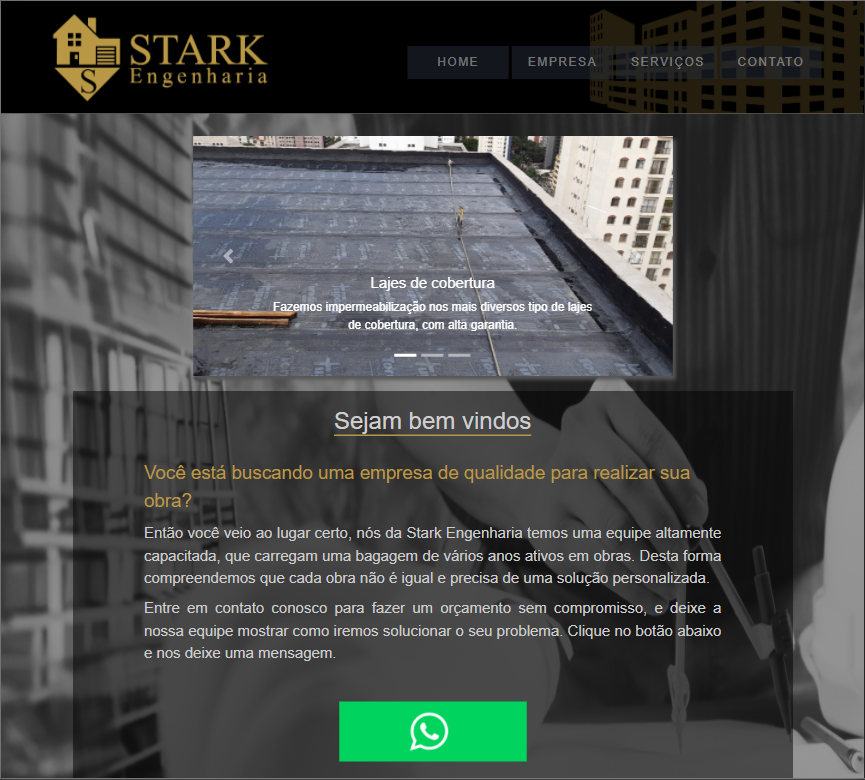 STARK
Engenharia
S
HOME EMPRESA SERVIÇOS CONTATO
Lajes de cobertura
Fazemos impermeabilização nos mais diversos tipo de lajes
de cobertura, com alta garantia.
Sejam bem vindos
Você está buscando uma empresa de qualidade para realizar sua
obra?
Então você veio ao lugar certo, nós da Stark Engenharia temos uma equipe altamente
capacitada, que carregam uma bagagem de vários anos ativos em obras. Desta forma
compreendemos que cada obra não é igual e precisa de uma solução personalizada.
Entre em contato conosco para fazer um orçamento sem compromisso, e deixe a
nossa equipe mostrar como iremos solucionar o seu problema. Clique no botão abaixo
e nos deixe uma mensagem.